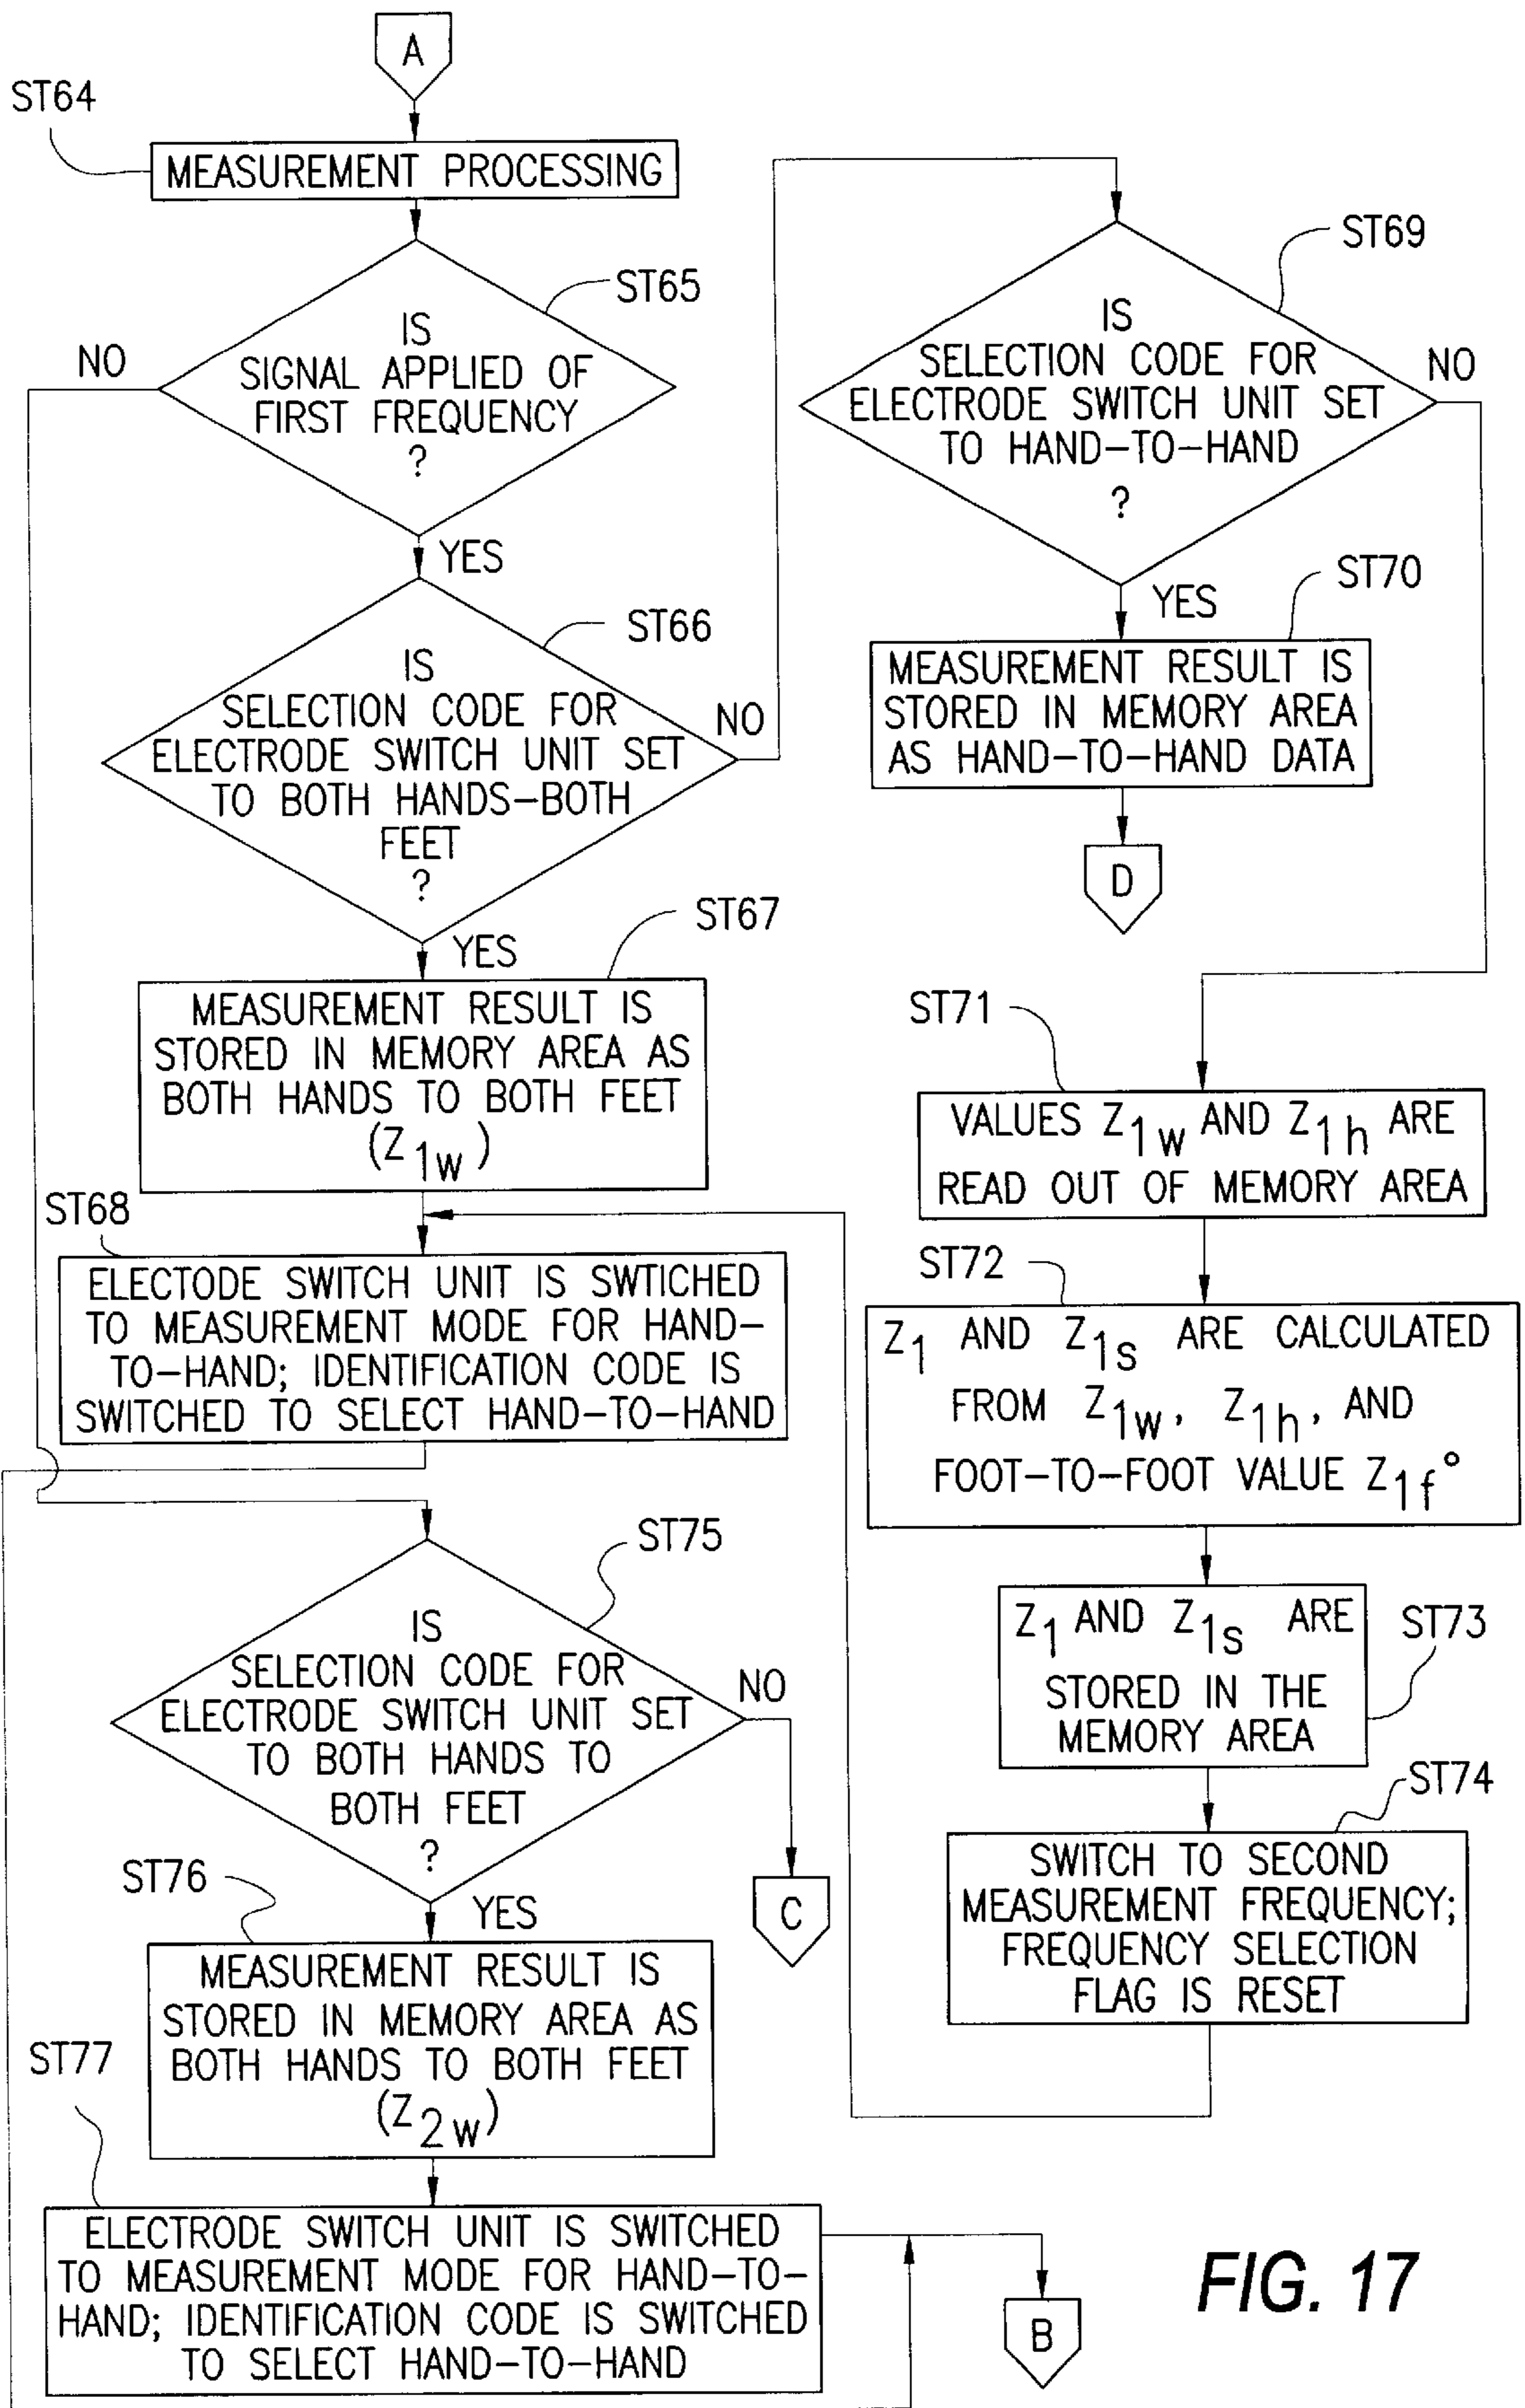 A
ST64
MEASUREMENT PROCESSING
ST65
IS
SIGNAL APPLIED OF
FIRST FREQUENCY
?
NO
YES
ST66
IS
SELECTION CODE FOR
ELECTRODE SWITCH UNIT SET
TO BOTH HANDS-BOTH
FEET
?
NO
YES
ST67
MEASUREMENT RESULT IS
STORED IN MEMORY AREA AS
BOTH HANDS TO BOTH FEET
(Z1w)
ST68
ELECTODE SWITCH UNIT IS SWTICHED
TO MEASUREMENT MODE FOR HAND-
TO-HAND; IDENTIFICATION CODE IS
SWITCHED TO SELECT HAND-TO-HAND
ST69
IS
SELECTION CODE FOR
ELECTRODE SWITCH UNIT SET
TO HAND-TO-HAND
?
NO
YES
ST70
MEASUREMENT RESULT IS
STORED IN MEMORY AREA
AS HAND-TO-HAND DATA
D
ST71
VALUES Z1w AND Z1h ARE
READ OUT OF MEMORY AREA
ST72
Z1 AND Z1s ARE CALCULATED
FROM Z1w, Z1h, AND
FOOT-TO-FOOT VALUE Z1f°
ST73
Z1 AND Z1s ARE
STORED IN THE
MEMORY AREA
ST74
SWITCH TO SECOND
MEASUREMENT FREQUENCY;
FREQUENCY SELECTION
FLAG IS RESET
ST75
IS
SELECTION CODE FOR
ELECTRODE SWITCH UNIT SET
TO BOTH HANDS TO
BOTH FEET
?
NO
C
YES
ST76
MEASUREMENT RESULT IS
STORED IN MEMORY AREA AS
BOTH HANDS TO BOTH FEET
(Z2w)
ST77
ELECTRODE SWITCH UNIT IS SWITCHED
TO MEASUREMENT MODE FOR HAND-TO-
HAND; IDENTIFICATION CODE IS SWITCHED
TO SELECT HAND-TO-HAND
B
FIG. 17